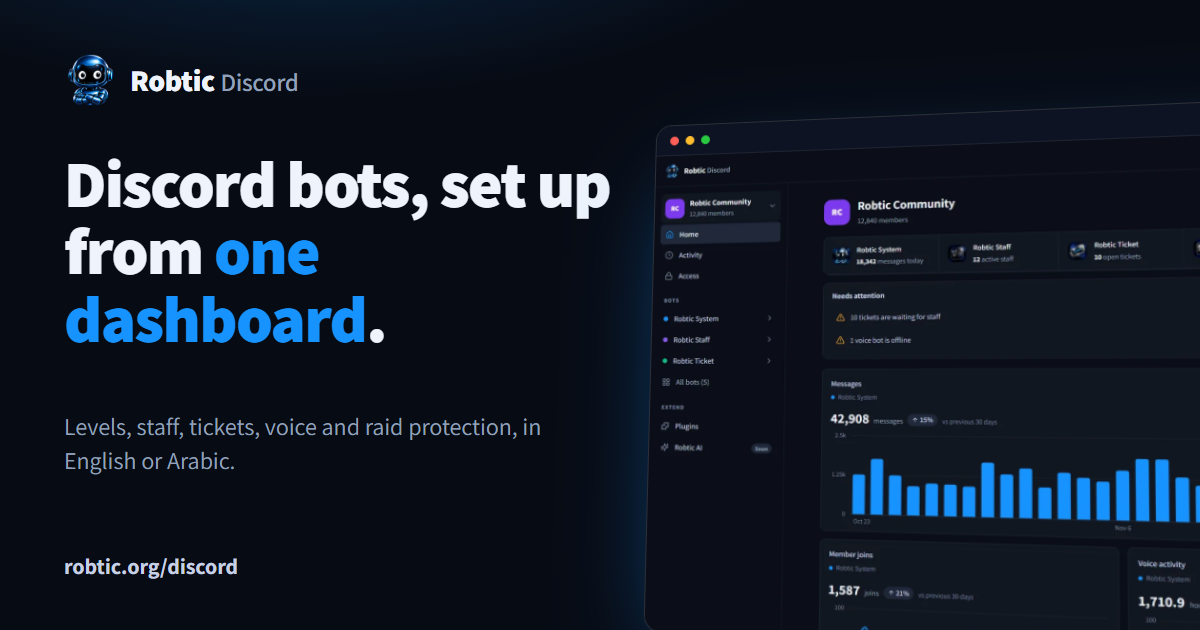 Robtic Discord
Discord bots, set up
from one
dashboard.
Levels, staff, tickets, voice and raid protection, in
English or Arabic.
robtic.org/discord
Robtic Discord
RC
Robtic Community
12,840 members
Home
Activity
Access
BOTS
Robtic System
Robtic Staff
Robtic Ticket
All bots (5)
EXTEND
Plugins
Robtic AI
Soon
RC
Robtic Community
12,840 members
Robtic System
18,342 messages today
Robtic Staff
12 active staff
Robtic Ticket
10 open tickets
Needs attention
10 tickets are waiting for staff
1 voice bot is offline
Messages
Robtic System
42,908 messages ↑ 15% vs previous 30 days
2.5k
1.25k
0
Oct 23
Nov 6
Member joins
Robtic System
1,587 joins ↑ 21% vs previous 30 days
100
Voice activity
Robtic System
1,710.9
100